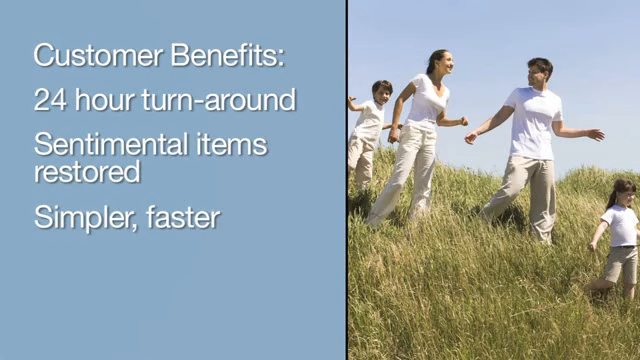 Customer Benefits:
24 hour turn-around
Sentimental items
restored
Simpler, faster